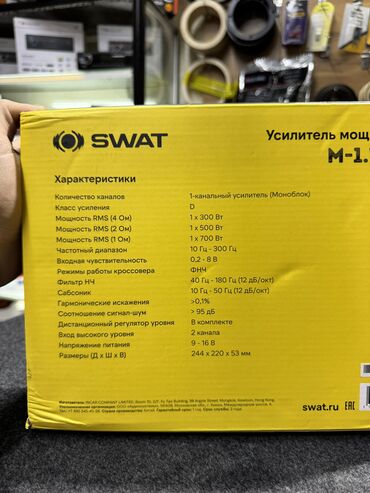 SWAT
Усилитель мощ
М-1.
Характеристики
Количество каналов 1-канальный усилитель (Моноблок)
Класс усиления D
Мощность RMS (4 Ом) 1 x 300 Вт
Мощность RMS (2 Ом) 1 x 500 Вт
Мощность RMS (1 Ом) 1 x 700 Вт
Частотный диапазон 10 Гц - 300 Гц
Входная чувствительность 0,2 - 8 В
Режимы работы кроссовера ФНЧ
Фильтр НЧ 40 Гц - 180 Гц (12 дБ/окт)
Сабсоник 10 Гц - 50 Гц (12 дБ/окт)
Гармонические искажения >0,1%
Соотношение сигнал-шум > 95 дБ
Дистанционный регулятор уровня В комплекте
Вход высокого уровня 2 канала
Напряжение питания 9 - 16 В
Размеры (Д x Ш x В) 244 x 220 x 53 мм
swat.ru EAC